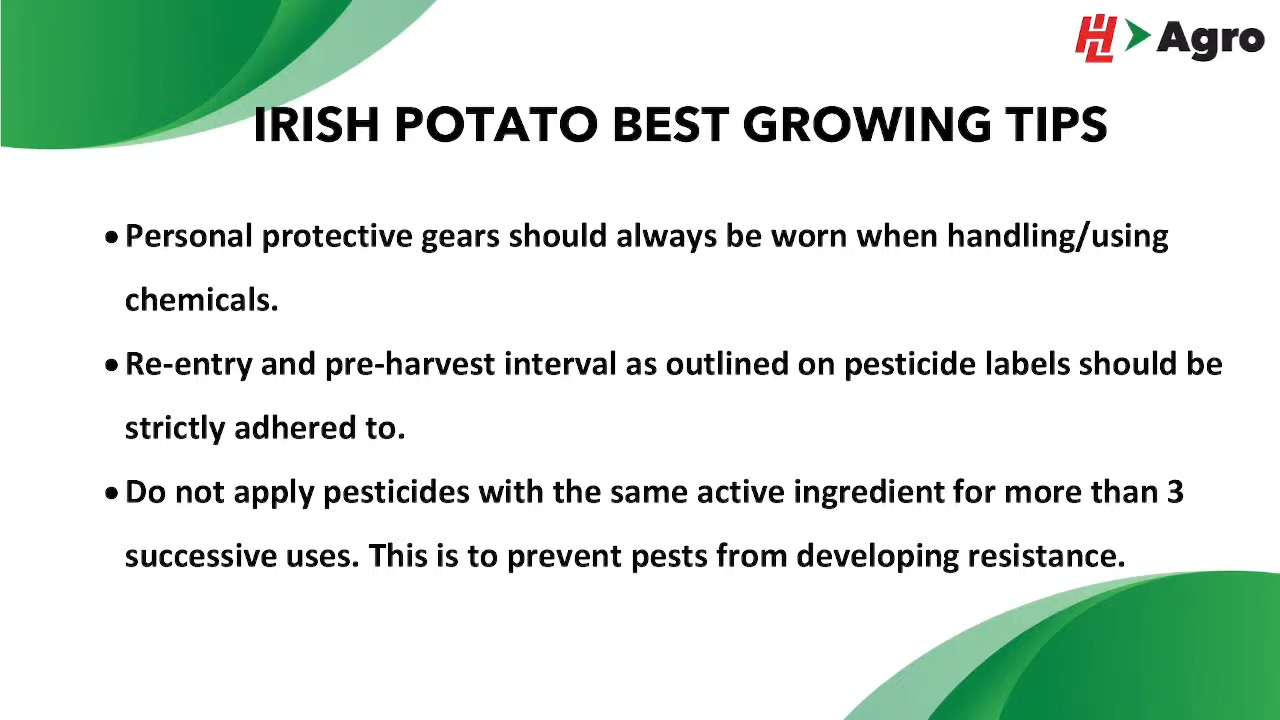 HL Agro
IRISH POTATO BEST GROWING TIPS
• Personal protective gears should always be worn when handling/using
chemicals.
• Re-entry and pre-harvest interval as outlined on pesticide labels should be
strictly adhered to.
• Do not apply pesticides with the same active ingredient for more than 3
successive uses. This is to prevent pests from developing resistance.